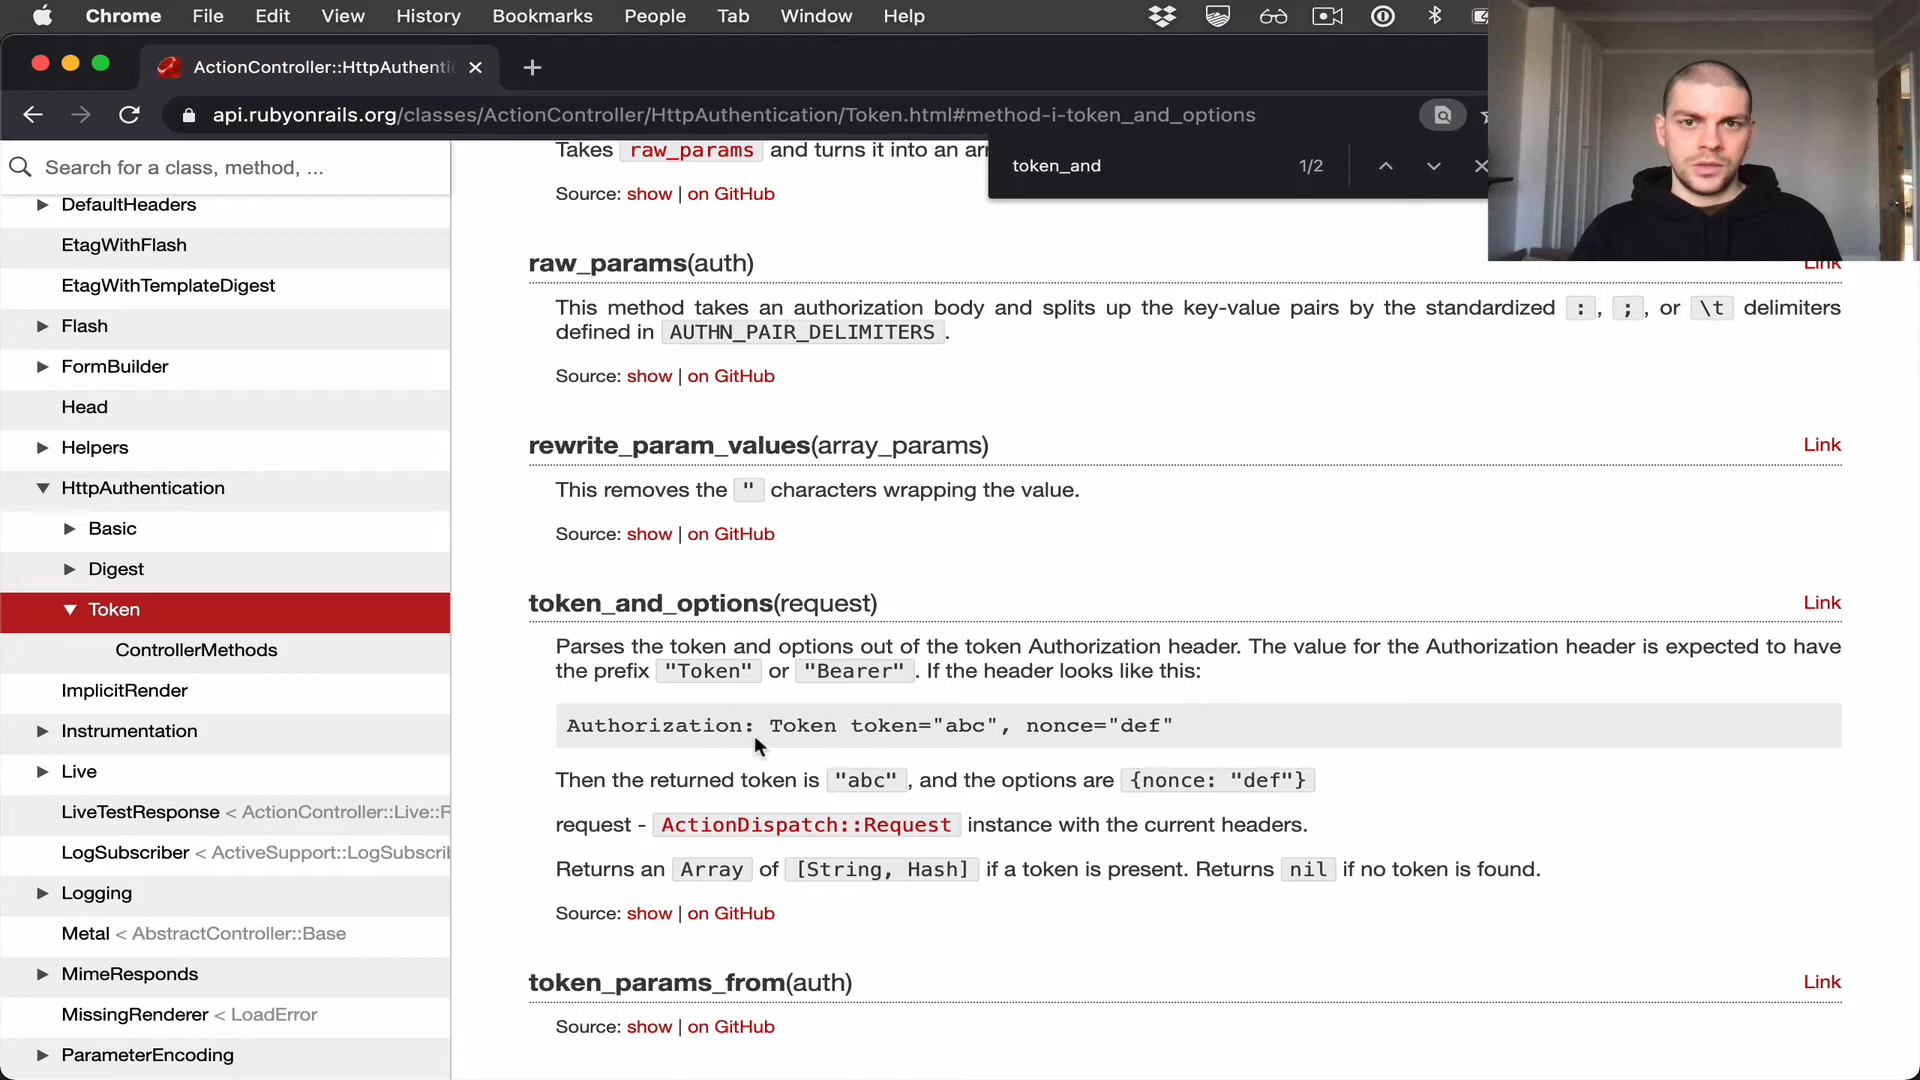 Chrome File Edit View History Bookmarks People Tab Window Help
ActionController::HttpAuthenti
api.rubyonrails.org/classes/ActionController/HttpAuthentication/Token.html#method-i-token_and_options
token_and 1/2
Search for a class, method, ...
DefaultHeaders
EtagWithFlash
EtagWithTemplateDigest
Flash
FormBuilder
Head
Helpers
HttpAuthentication
Basic
Digest
Token
ControllerMethods
ImplicitRender
Instrumentation
Live
LiveTestResponse < ActionController::Live::R
LogSubscriber < ActiveSupport::LogSubscrib
Logging
Metal < AbstractController::Base
MimeResponds
MissingRenderer < LoadError
ParameterEncoding
Takes raw_params and turns it into an arr
Source: show | on GitHub
raw_params(auth) Link
This method takes an authorization body and splits up the key-value pairs by the standardized :, ;, or \t delimiters
defined in AUTHN_PAIR_DELIMITERS.
Source: show | on GitHub
rewrite_param_values(array_params) Link
This removes the " characters wrapping the value.
Source: show | on GitHub
token_and_options(request) Link
Parses the token and options out of the token Authorization header. The value for the Authorization header is expected to have
the prefix "Token" or "Bearer". If the header looks like this:
Authorization: Token token="abc", nonce="def"
Then the returned token is "abc", and the options are {nonce: "def"}
request - ActionDispatch::Request instance with the current headers.
Returns an Array of [String, Hash] if a token is present. Returns nil if no token is found.
Source: show | on GitHub
token_params_from(auth) Link
Source: show | on GitHub